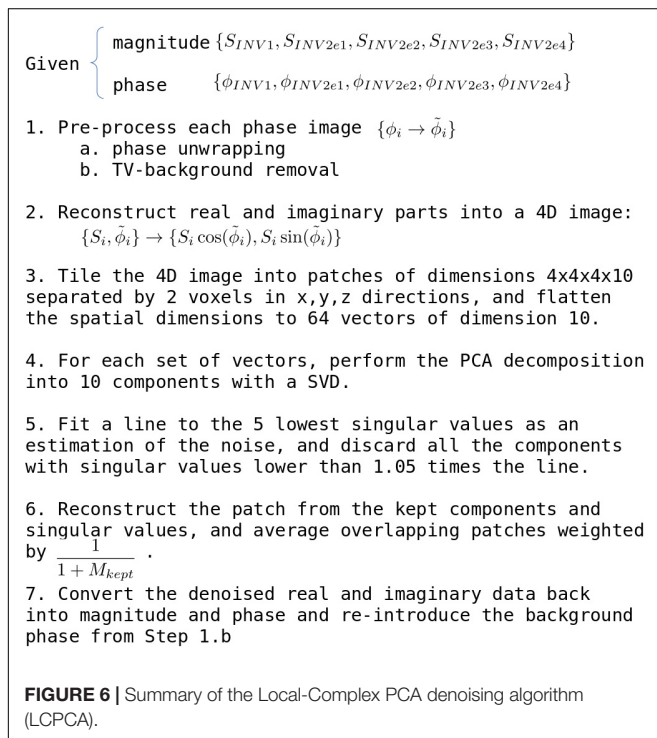 magnitude {S_INV1, S_INV2e1, S_INV2e2, S_INV2e3, S_INV2e4}
Given
phase {ϕ_INV1, ϕ_INV2e1, ϕ_INV2e2, ϕ_INV2e3, ϕ_INV2e4}
1. Pre-process each phase image {ϕ_i → ϕ̃_i}
a. phase unwrapping
b. TV-background removal
2. Reconstruct real and imaginary parts into a 4D image:
{S_i, ϕ̃_i} → {S_i cos(ϕ̃_i), S_i sin(ϕ̃_i)}
3. Tile the 4D image into patches of dimensions 4x4x4x10
separated by 2 voxels in x,y,z directions, and flatten
the spatial dimensions to 64 vectors of dimension 10.
4. For each set of vectors, perform the PCA decomposition
into 10 components with a SVD.
5. Fit a line to the 5 lowest singular values as an
estimation of the noise, and discard all the components
with singular values lower than 1.05 times the line.
6. Reconstruct the patch from the kept components and
singular values, and average overlapping patches weighted
by 1 / (1 + M_kept) .
7. Convert the denoised real and imaginary data back
into magnitude and phase and re-introduce the background
phase from Step 1.b
FIGURE 6 | Summary of the Local-Complex PCA denoising algorithm
(LCPCA).